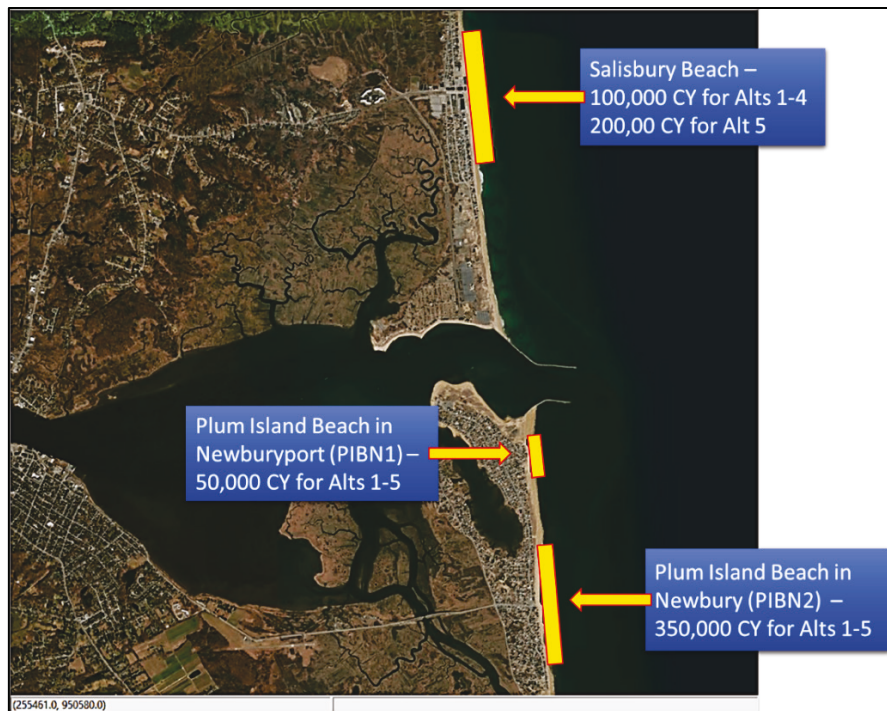 Salisbury Beach –
100,000 CY for Alts 1-4
200,00 CY for Alt 5
Plum Island Beach in
Newburyport (PIBN1) –
50,000 CY for Alts 1-5
Plum Island Beach in
Newbury (PIBN2) –
350,000 CY for Alts 1-5
(255461.0, 950580.0)